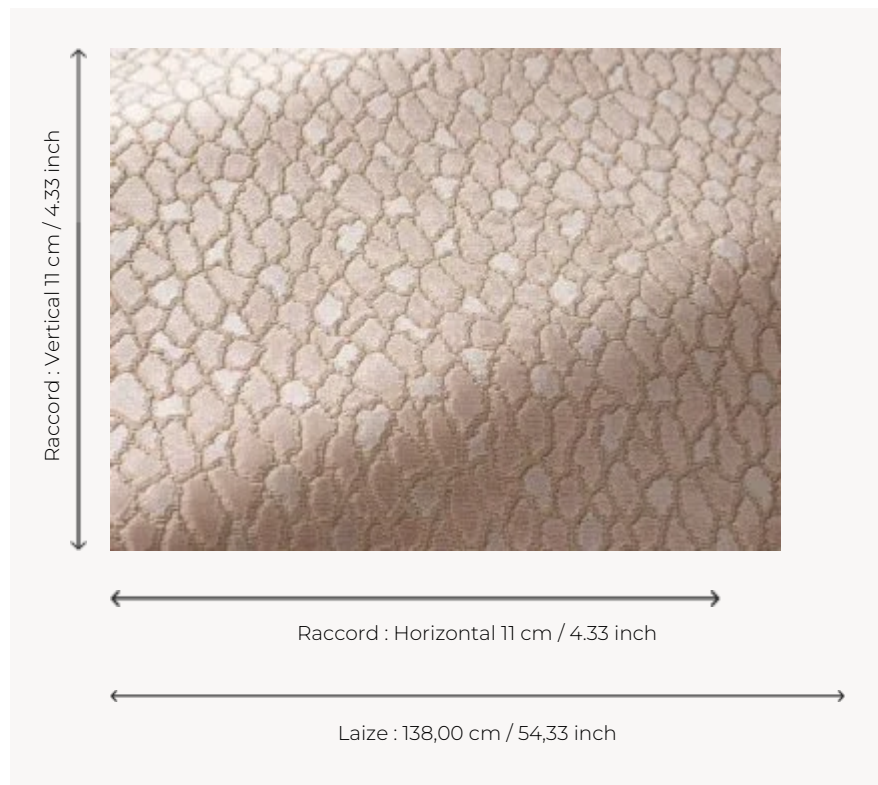 Raccord : Vertical 11 cm / 4.33 inch
Raccord : Horizontal 11 cm / 4.33 inch
Laize : 138,00 cm / 54,33 inch